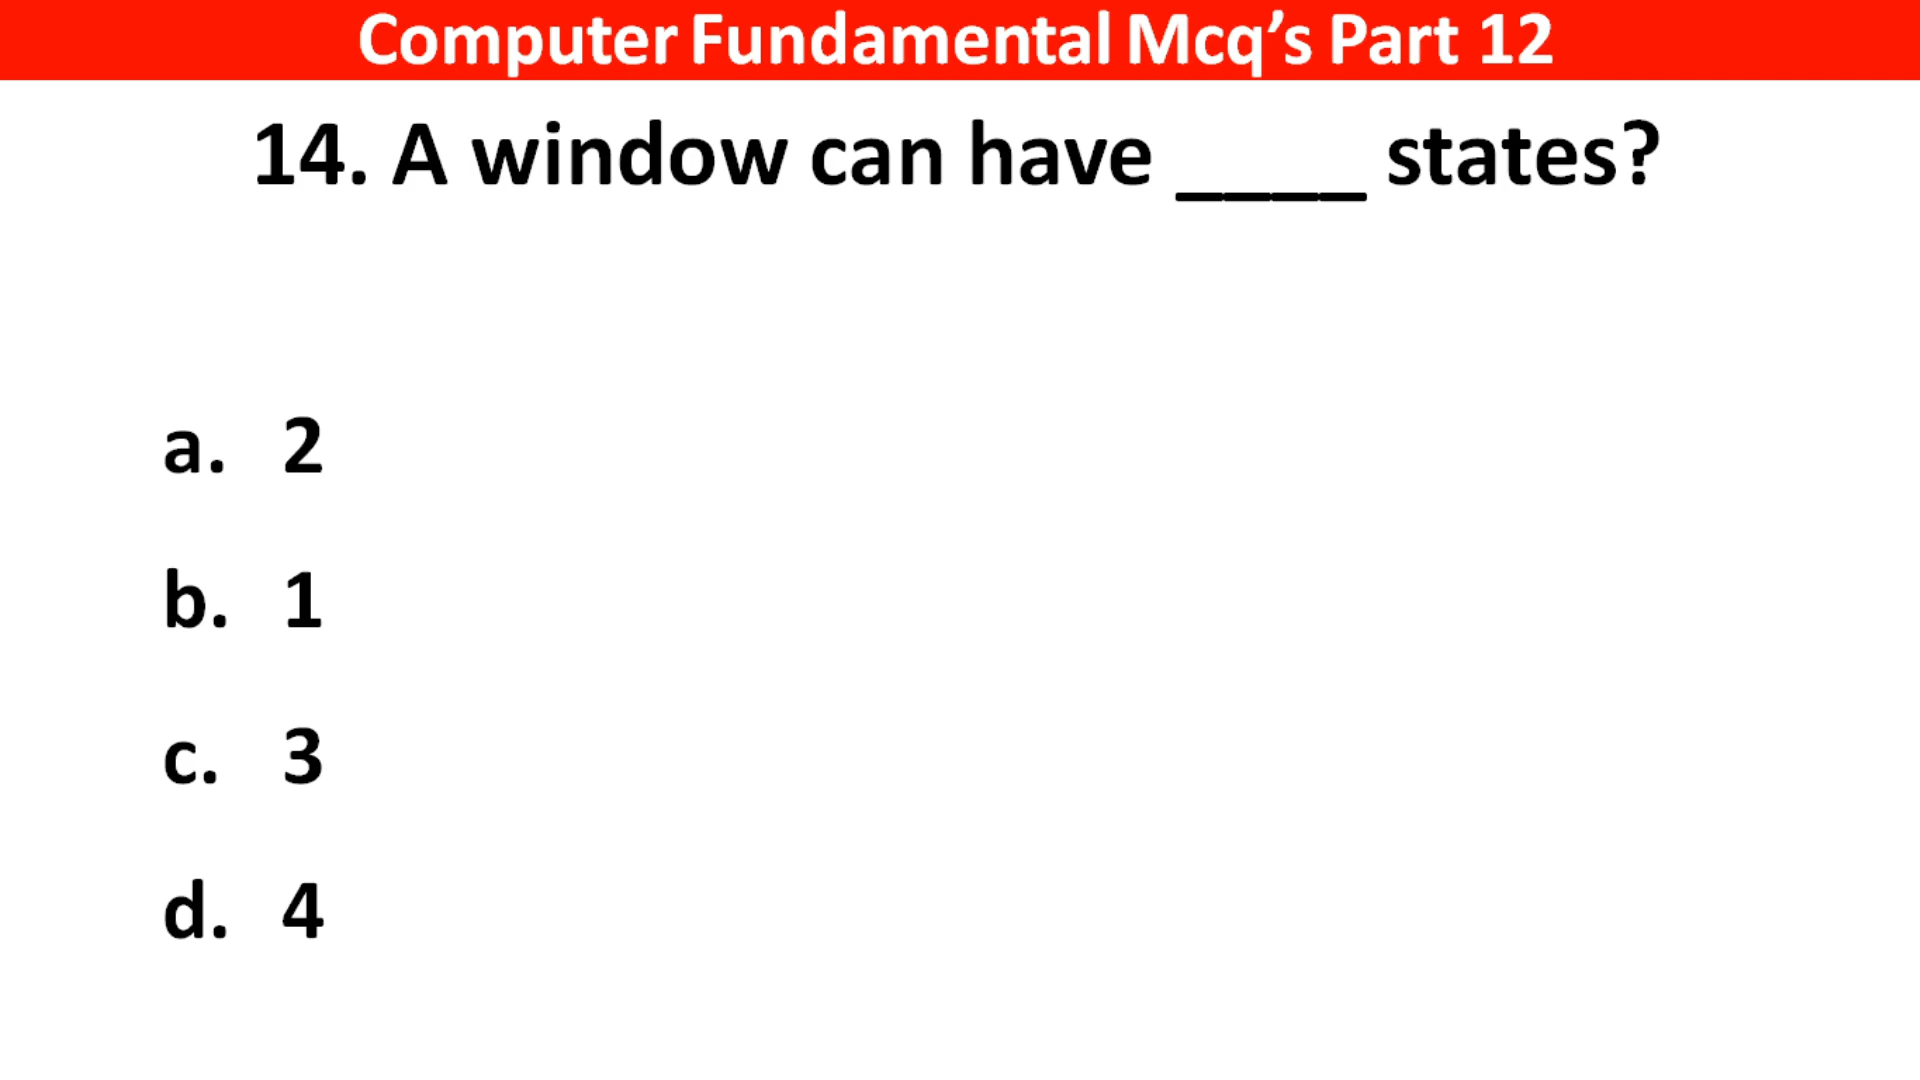 Computer Fundamental Mcq’s Part 12
14. A window can have ____ states?
a. 2
b. 1
c. 3
d. 4